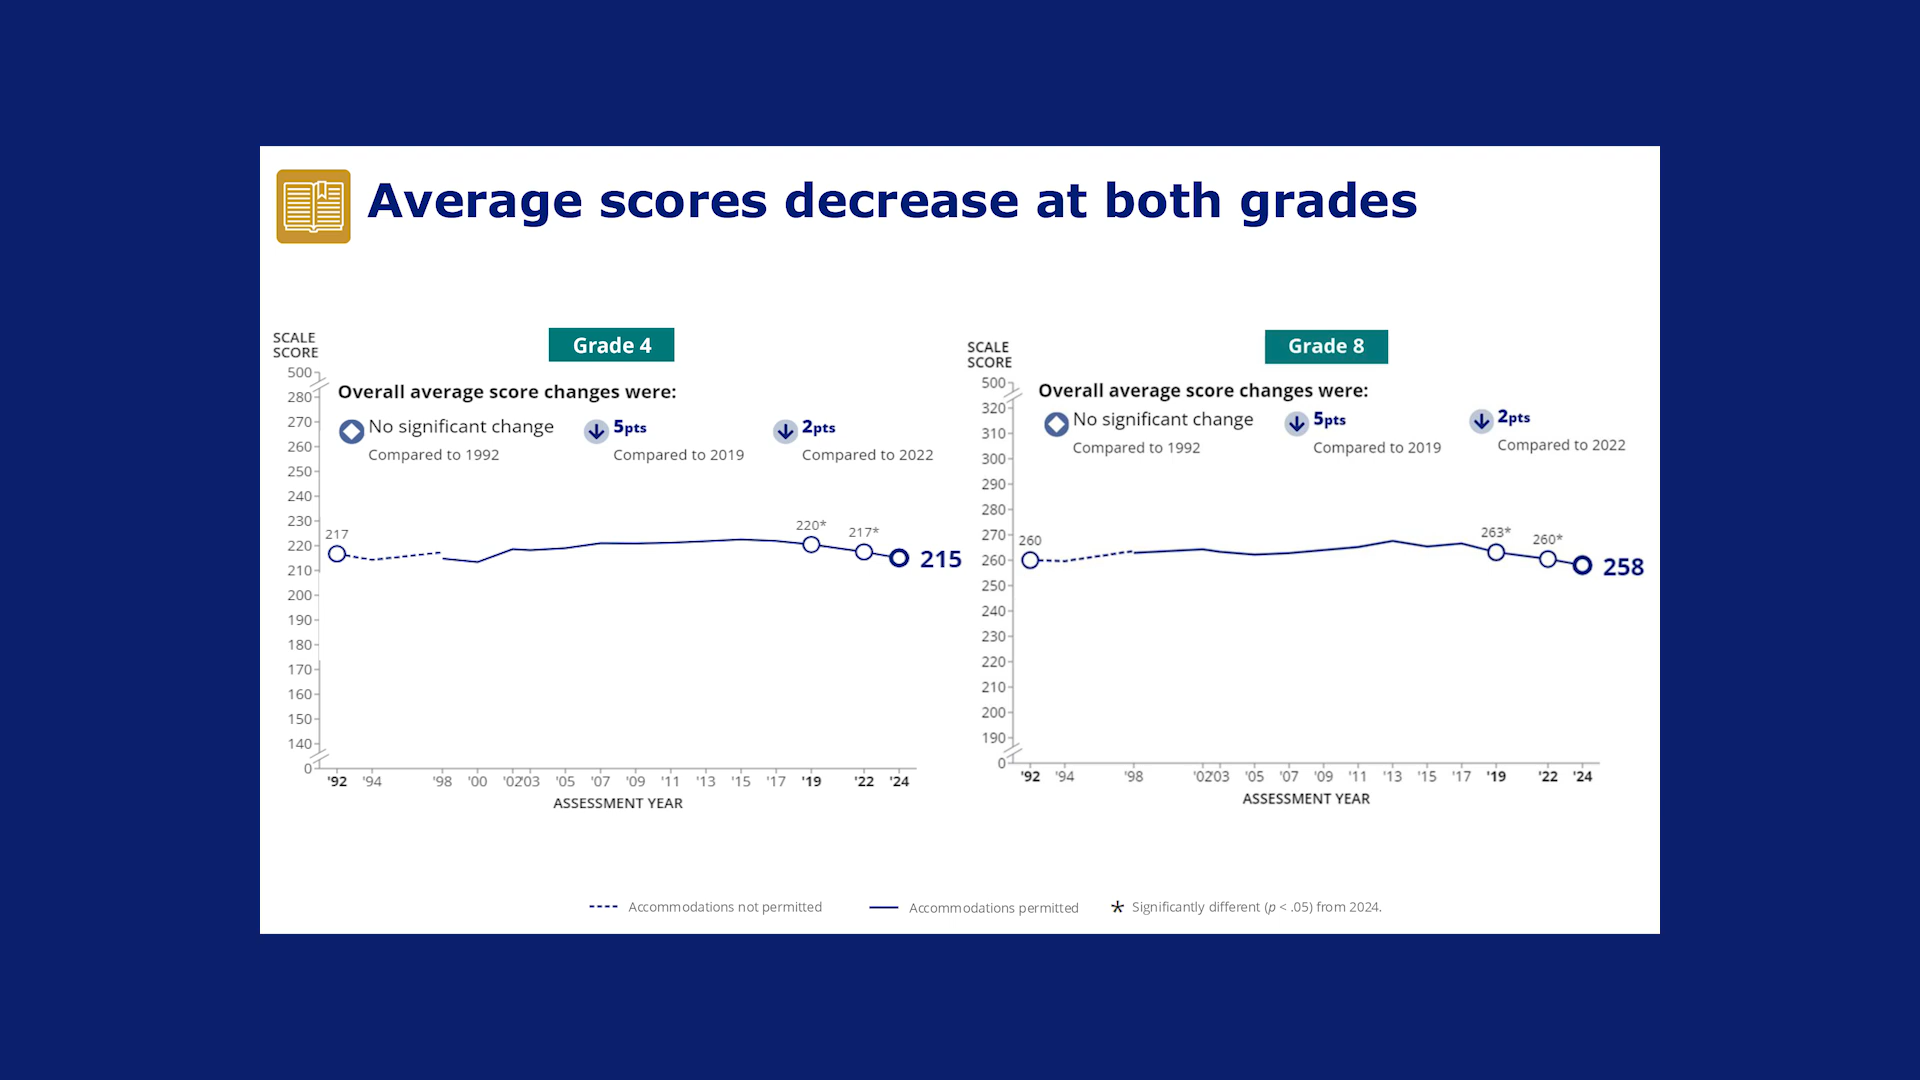 Average scores decrease at both grades
SCALE
SCORE
Grade 4
500
280
270
260
250
240
230
220
210
200
190
180
170
160
150
140
0
Overall average score changes were:
No significant change
Compared to 1992
5pts
Compared to 2019
2pts
Compared to 2022
217
220*
217*
215
'92 '94 '98 '00 '02 '03 '05 '07 '09 '11 '13 '15 '17 '19 '22 '24
ASSESSMENT YEAR
SCALE
SCORE
Grade 8
500
320
310
300
290
280
270
260
250
240
230
220
210
200
190
0
Overall average score changes were:
No significant change
Compared to 1992
5pts
Compared to 2019
2pts
Compared to 2022
260
263*
260*
258
'92 '94 '98 '02 03 '05 '07 '09 '11 '13 '15 '17 '19 '22 '24
ASSESSMENT YEAR
Accommodations not permitted
Accommodations permitted
* Significantly different (p < .05) from 2024.